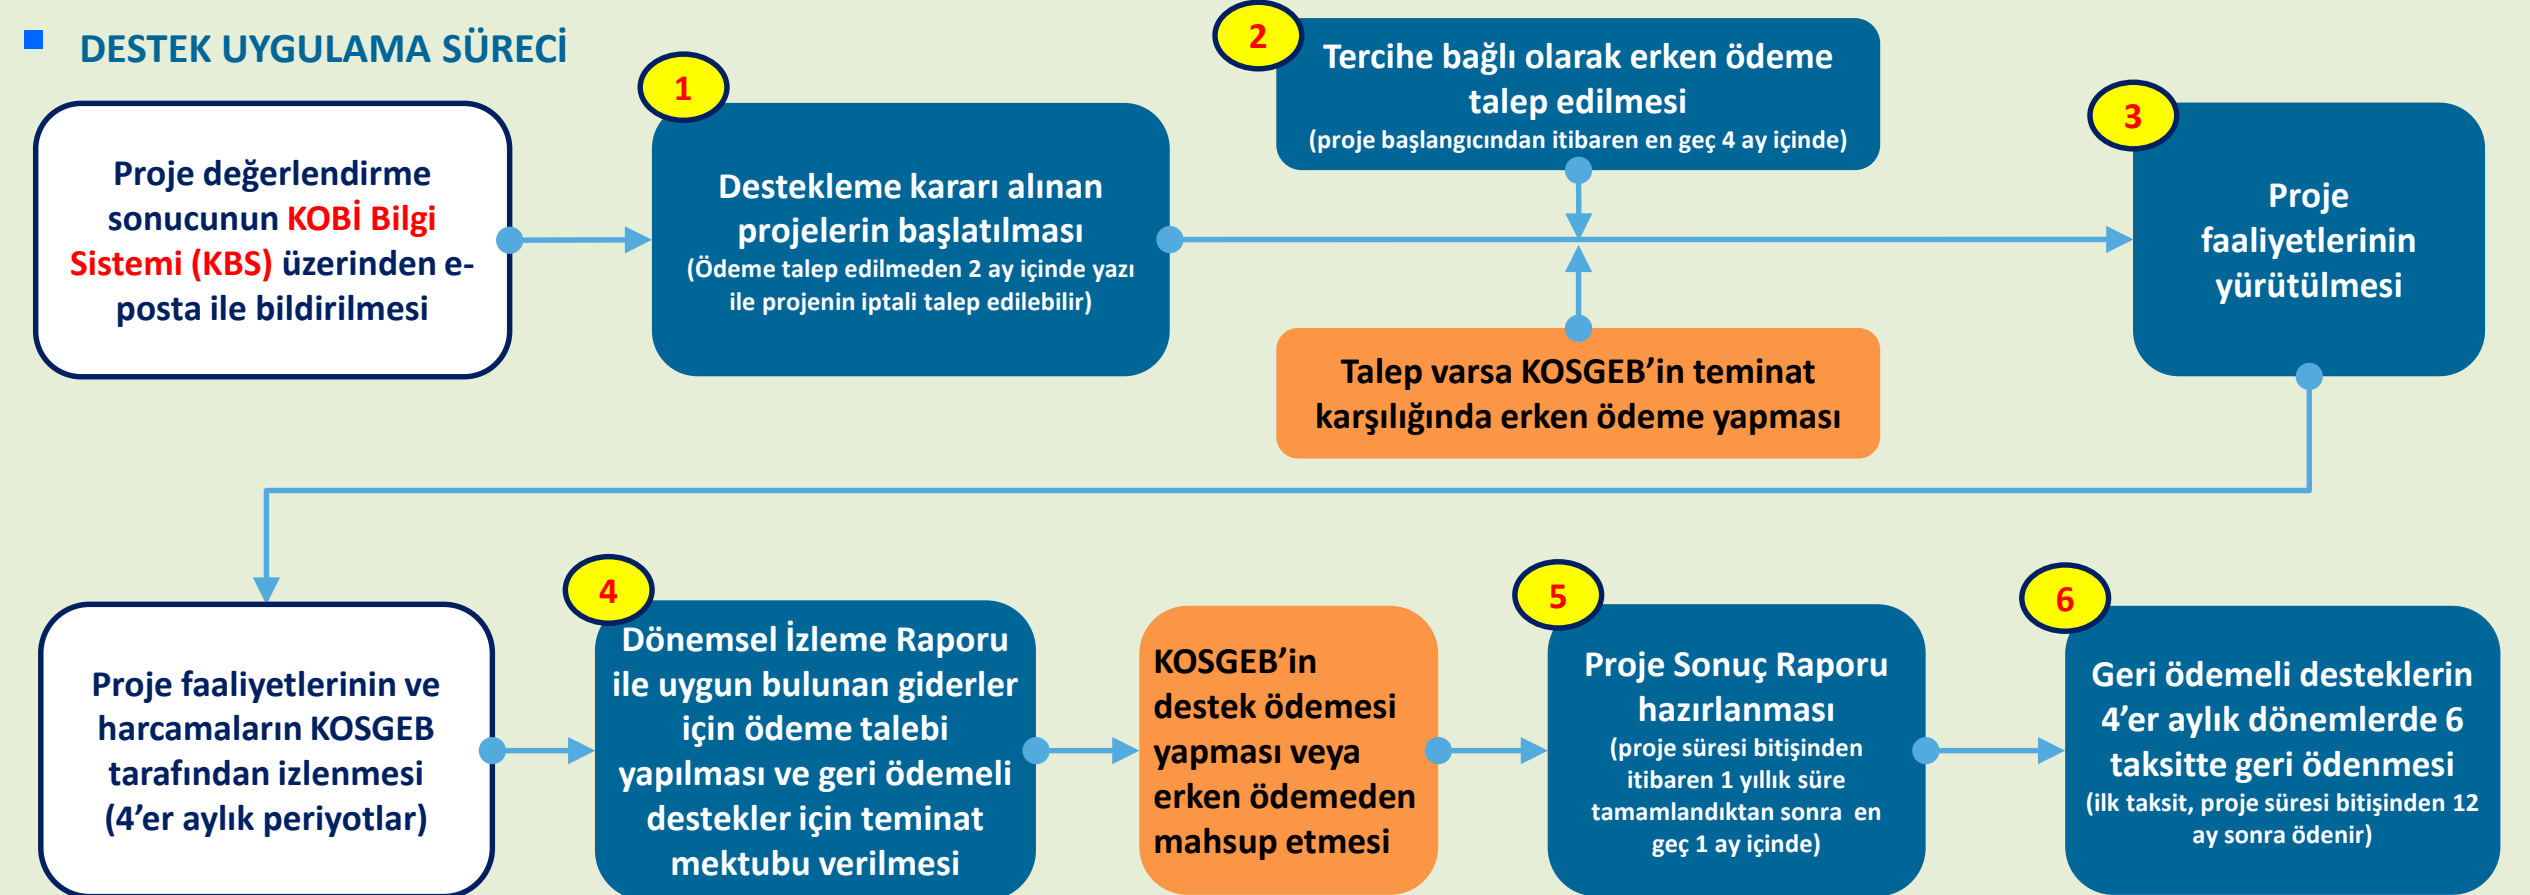 DESTEK UYGULAMA SÜRECİ
Proje değerlendirme
sonucunun KOBİ Bilgi
Sistemi (KBS) üzerinden e-
posta ile bildirilmesi
1
Destekleme kararı alınan
projelerin başlatılması
(Ödeme talep edilmeden 2 ay içinde yazı
ile projenin iptali talep edilebilir)
2
Tercihe bağlı olarak erken ödeme
talep edilmesi
(proje başlangıcından itibaren en geç 4 ay içinde)
Talep varsa KOSGEB’in teminat
karşılığında erken ödeme yapması
3
Proje
faaliyetlerinin
yürütülmesi
Proje faaliyetlerinin ve
harcamaların KOSGEB
tarafından izlenmesi
(4’er aylık periyotlar)
4
Dönemsel İzleme Raporu
ile uygun bulunan giderler
için ödeme talebi
yapılması ve geri ödemeli
destekler için teminat
mektubu verilmesi
KOSGEB’in
destek ödemesi
yapması veya
erken ödemeden
mahsup etmesi
5
Proje Sonuç Raporu
hazırlanması
(proje süresi bitişinden
itibaren 1 yıllık süre
tamamlandıktan sonra  en
geç 1 ay içinde)
6
Geri ödemeli desteklerin
4’er aylık dönemlerde 6
taksitte geri ödenmesi
(ilk taksit, proje süresi bitişinden 12
ay sonra ödenir)